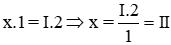 x.1 = I.2 ⇒ x = I.2/1 = II